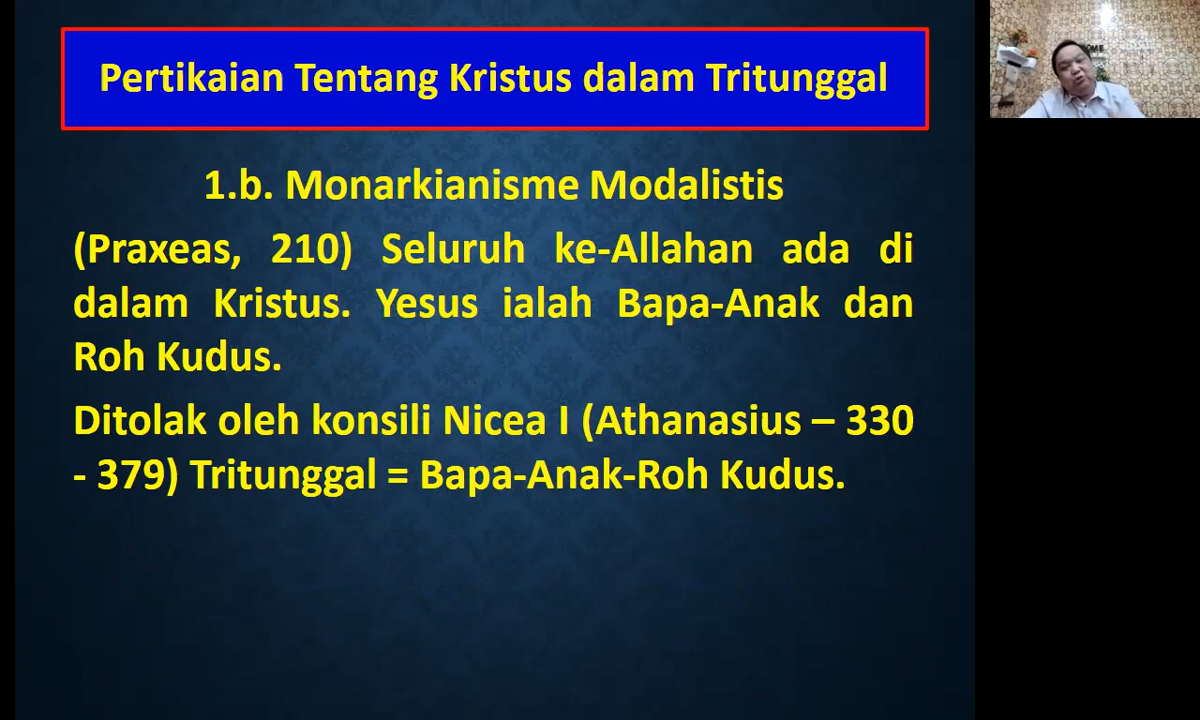 Pertikaian Tentang Kristus dalam Tritunggal
1.b. Monarkianisme Modalistis
(Praxeas, 210) Seluruh ke-Allahan ada di
dalam Kristus. Yesus ialah Bapa-Anak dan
Roh Kudus.
Ditolak oleh konsili Nicea I (Athanasius – 330
- 379) Tritunggal = Bapa-Anak-Roh Kudus.